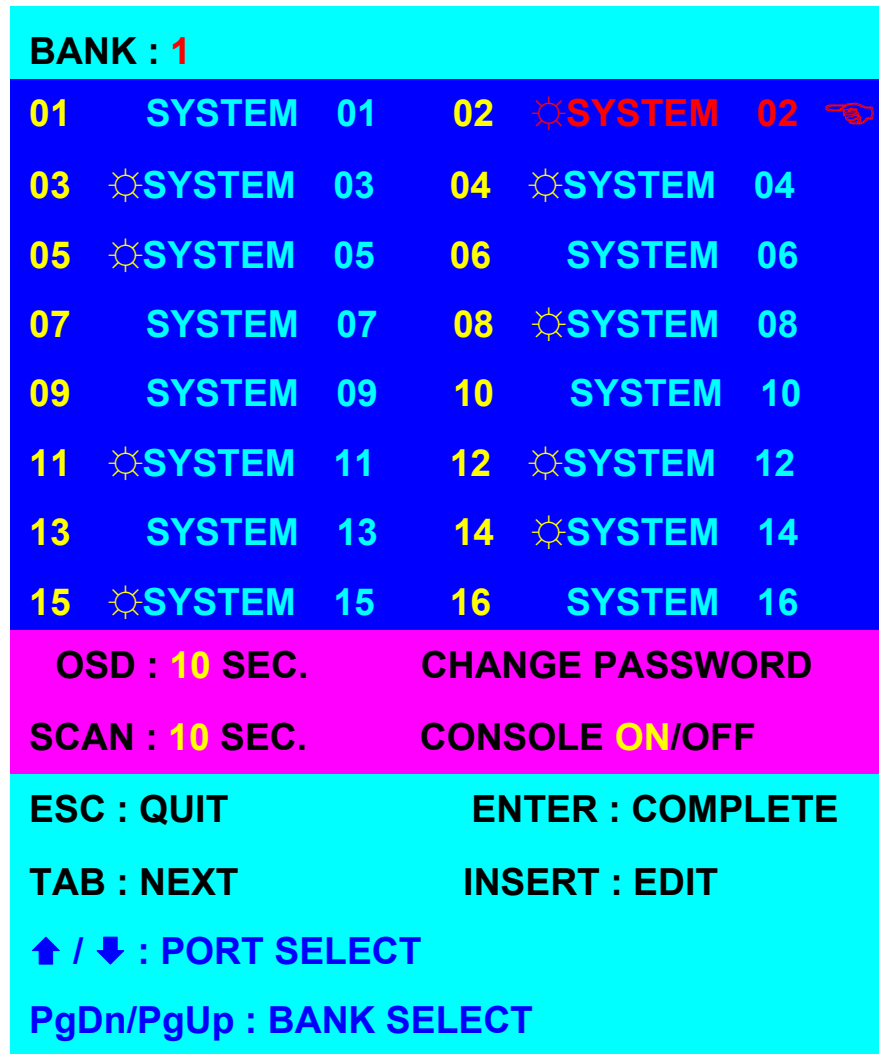 BANK : 1
01 SYSTEM 01 02 ☼SYSTEM 02 ☜
03 ☼SYSTEM 03 04 ☼SYSTEM 04
05 ☼SYSTEM 05 06 SYSTEM 06
07 SYSTEM 07 08 ☼SYSTEM 08
09 SYSTEM 09 10 SYSTEM 10
11 ☼SYSTEM 11 12 ☼SYSTEM 12
13 SYSTEM 13 14 ☼SYSTEM 14
15 ☼SYSTEM 15 16 SYSTEM 16
OSD : 10 SEC. CHANGE PASSWORD
SCAN : 10 SEC. CONSOLE ON/OFF
ESC : QUIT ENTER : COMPLETE
TAB : NEXT INSERT : EDIT
🠉 / 🠋 : PORT SELECT
PgDn/PgUp : BANK SELECT